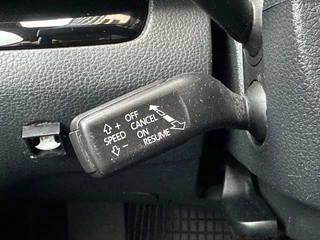 + OFF
SPEED CANCEL
ON
- RESUME